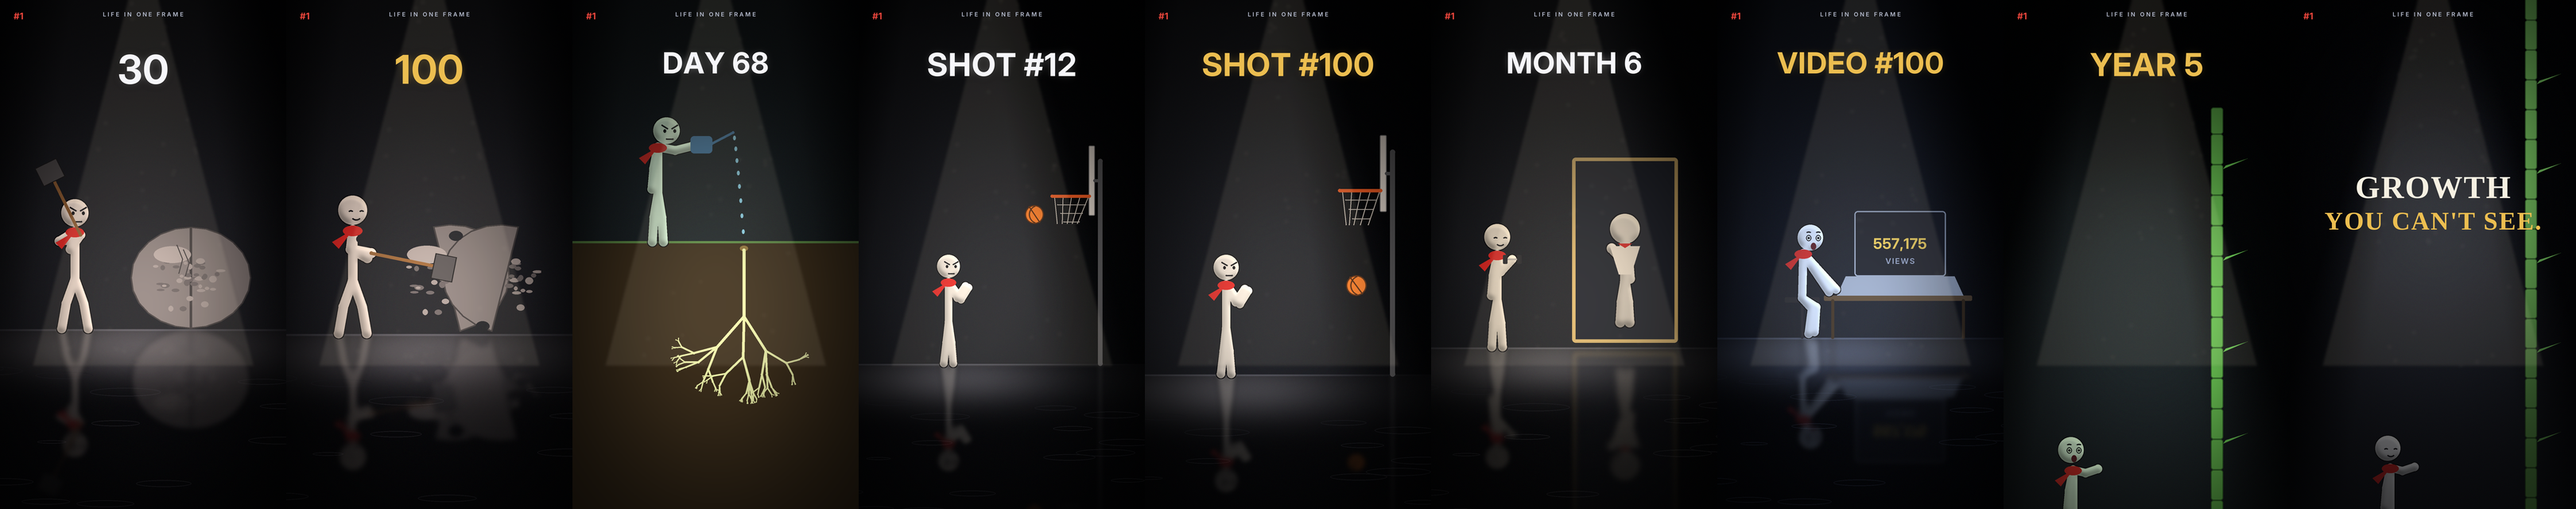 #1
LIFE IN ONE FRAME
30
#1
LIFE IN ONE FRAME
100
#1
LIFE IN ONE FRAME
DAY 68
#1
LIFE IN ONE FRAME
SHOT #12
#1
LIFE IN ONE FRAME
SHOT #100
#1
LIFE IN ONE FRAME
MONTH 6
#1
LIFE IN ONE FRAME
VIDEO #100
557,175
VIEWS
#1
LIFE IN ONE FRAME
YEAR 5
#1
LIFE IN ONE FRAME
GROWTH
YOU CAN'T SEE.